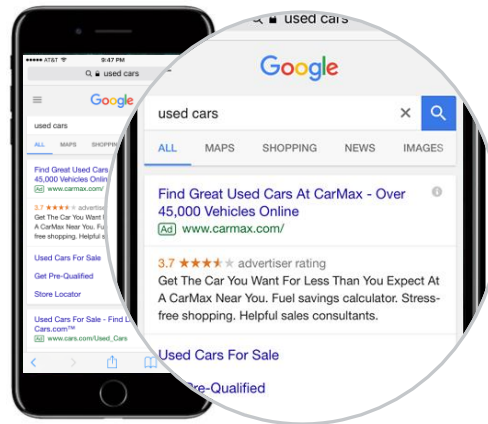 AT&T 9:47 PM
used cars
Google
used cars
ALL MAPS SHOPPIN
Find Great Used Cars
45,000 Vehicles Online
Ad www.carmax.com/
3.7 ★★★★★ advertiser
Get The Car You Want
A CarMax Near You. Fu
free shopping. Helpful s
Used Cars For Sale
Get Pre-Qualified
Store Locator
Used Cars For Sale - Find L
Cars.com™
Ad www.cars.com/Used_Cars
used cars
Google
used cars
ALL MAPS SHOPPING NEWS IMAGES
Find Great Used Cars At CarMax - Over
45,000 Vehicles Online
Ad www.carmax.com/
3.7 ★★★★★ advertiser rating
Get The Car You Want For Less Than You Expect At
A CarMax Near You. Fuel savings calculator. Stress-
free shopping. Helpful sales consultants.
Used Cars For Sale
Pre-Qualified